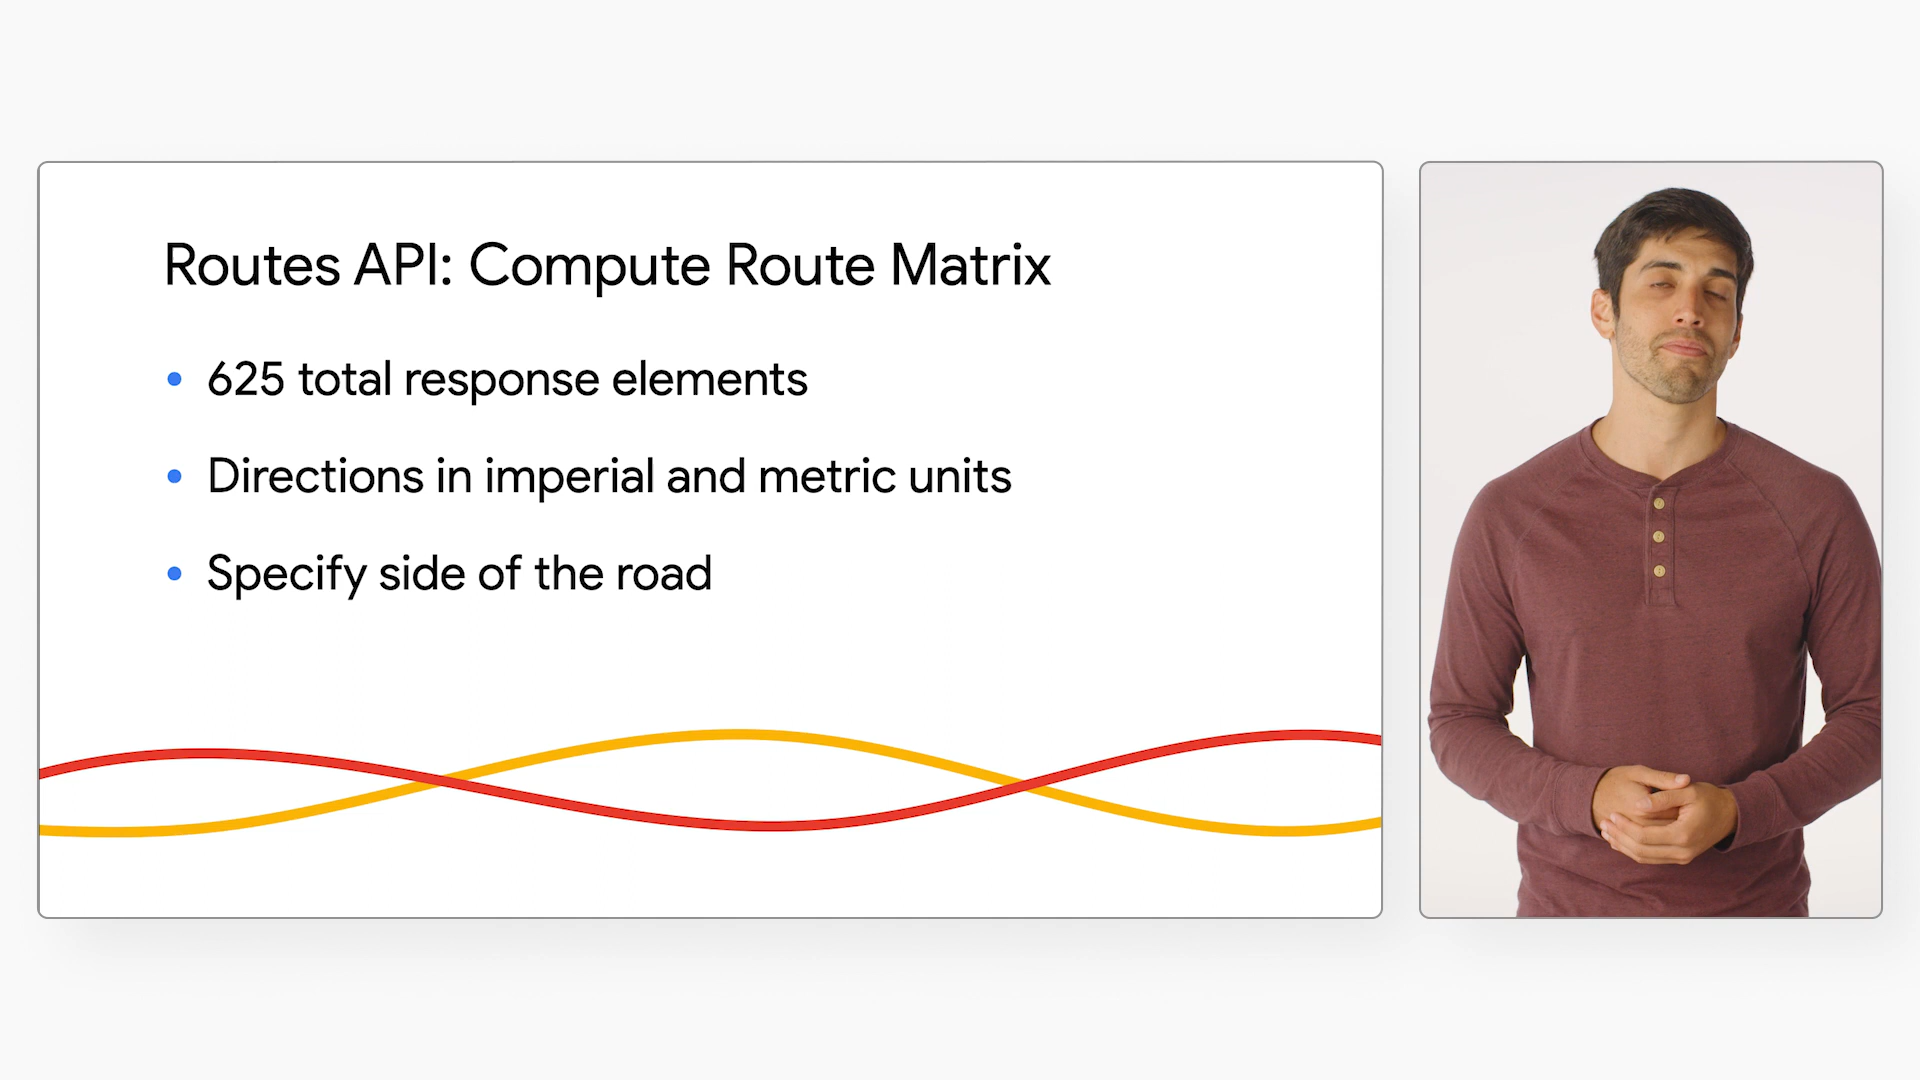 Routes API: Compute Route Matrix
• 625 total response elements
• Directions in imperial and metric units
• Specify side of the road